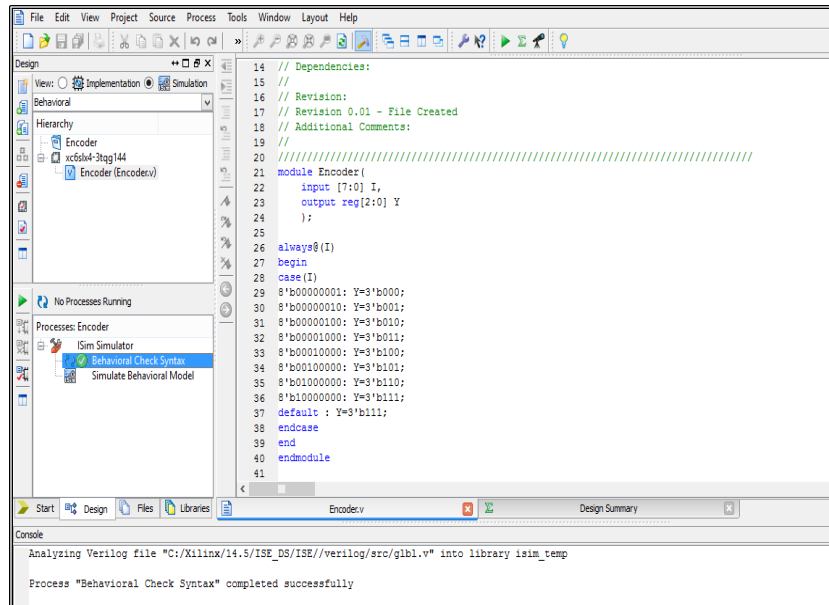 File Edit View Project Source Process Tools Window Layout Help
Design
View: Implementation Simulation
Behavioral
Hierarchy
Encoder
xc6slx4-3tqg144
Encoder (Encoder.v)
No Processes Running
Processes: Encoder
ISim Simulator
Behavioral Check Syntax
Simulate Behavioral Model
14 // Dependencies:
15 //
16 // Revision:
17 // Revision 0.01 - File Created
18 // Additional Comments:
19 //
20 //////////////////////////////////////////////////////////////////////////////////
21 module Encoder(
22 input [7:0] I,
23 output reg[2:0] Y
24 );
25
26 always@(I)
27 begin
28 case(I)
29 8'b00000001: Y=3'b000;
30 8'b00000010: Y=3'b001;
31 8'b00000100: Y=3'b010;
32 8'b00001000: Y=3'b011;
33 8'b00010000: Y=3'b100;
34 8'b00100000: Y=3'b101;
35 8'b01000000: Y=3'b110;
36 8'b10000000: Y=3'b111;
37 default : Y=3'b111;
38 endcase
39 end
40 endmodule
41
Start Design Files Libraries
Encoder.v Design Summary
Console
Analyzing Verilog file "C:/Xilinx/14.5/ISE_DS/ISE//verilog/src/glbl.v" into library isim_temp
Process "Behavioral Check Syntax" completed successfully